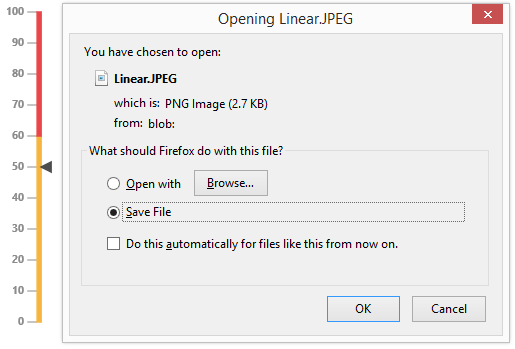 100
90
80
70
60
50
40
30
20
10
0
Opening Linear.JPEG
You have chosen to open:
Linear.JPEG
which is: PNG Image (2.7 KB)
from: blob:
What should Firefox do with this file?
Open with Browse...
Save File
Do this automatically for files like this from now on.
OK Cancel